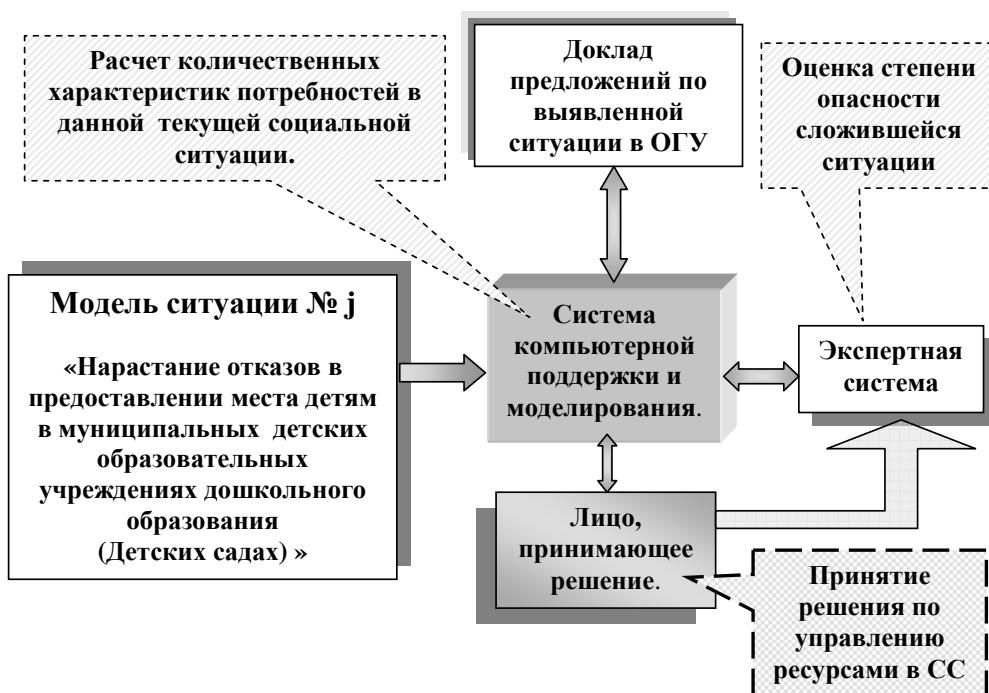 Расчет количественных
характеристик потребностей в
данной текущей социальной
ситуации.
Доклад
предложений по
выявленной
ситуации в ОГУ
Оценка степени
опасности
сложившейся
ситуации
Модель ситуации № j
«Нарастание отказов в
предоставлении места детям
в муниципальных детских
образовательных
учреждениях дошкольного
образования
(Детских садах) »
Система
компьютерной
поддержки и
моделирования.
Экспертная
система
Лицо,
принимающее
решение.
Принятие
решения по
управлению
ресурсами в СС